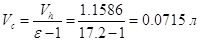 V_c = V_h / (ε − 1) = 1.1586 / (17.2 − 1) = 0.0715 л